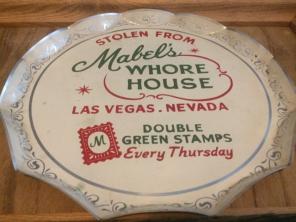 STOLEN FROM
Mabel's
WHORE
HOUSE
LAS VEGAS. NEVADA
M
DOUBLE
GREEN STAMPS
Every Thursday